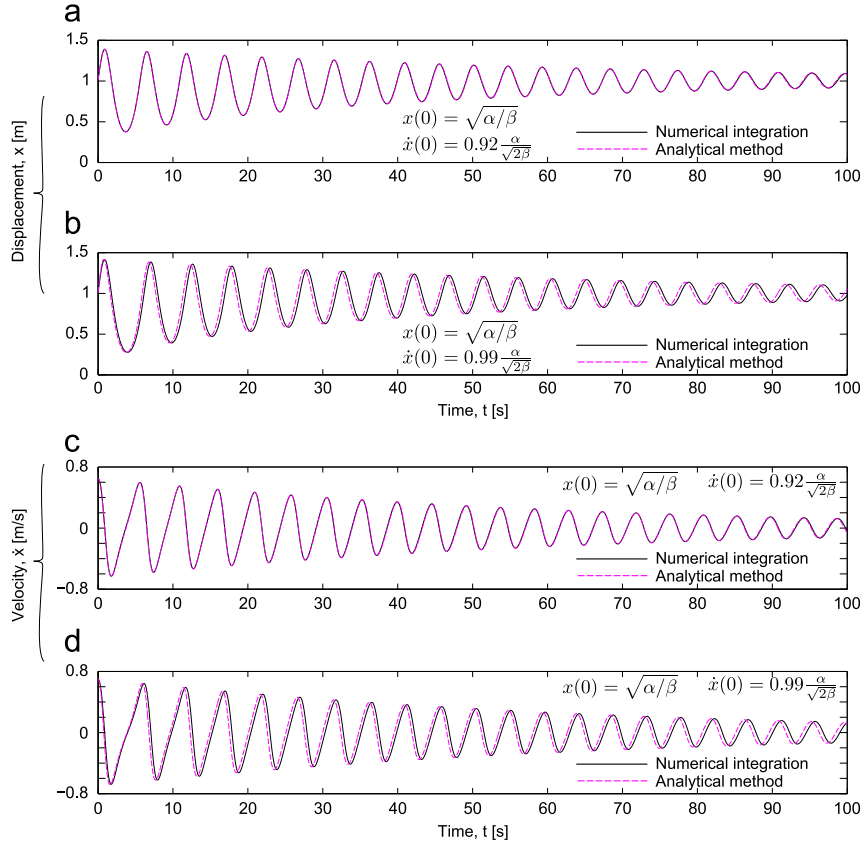 a
1.5
1
0.5
0
x(0) = √α/β
ẋ(0) = 0.92 α/√2β
Numerical integration
Analytical method
0 10 20 30 40 50 60 70 80 90 100
Displacement, x [m]
b
1.5
1
0.5
0
x(0) = √α/β
ẋ(0) = 0.99 α/√2β
Numerical integration
Analytical method
0 10 20 30 40 50 60 70 80 90 100
Time, t [s]
c
0.8
0
−0.8
x(0) = √α/β ẋ(0) = 0.92 α/√2β
Numerical integration
Analytical method
0 10 20 30 40 50 60 70 80 90 100
Velocity, ẋ [m/s]
d
0.8
0
−0.8
x(0) = √α/β ẋ(0) = 0.99 α/√2β
Numerical integration
Analytical method
0 10 20 30 40 50 60 70 80 90 100
Time, t [s]